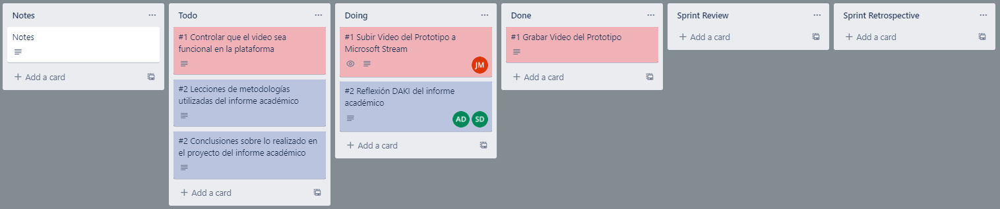 Notes
Notes
Add a card
Todo
#1 Controlar que el video sea
funcional en la plataforma
#2 Lecciones de metodologías
utilizadas del informe académico
#2 Conclusiones sobre lo realizado en
el proyecto del informe académico
Add a card
Doing
#1 Subir Video del Prototipo a
Microsoft Stream
JM
#2 Reflexión DAKI del informe
académico
AD SD
Add a card
Done
#1 Grabar Video del Prototipo
Add a card
Sprint Review
Add a card
Sprint Retrospective
Add a card